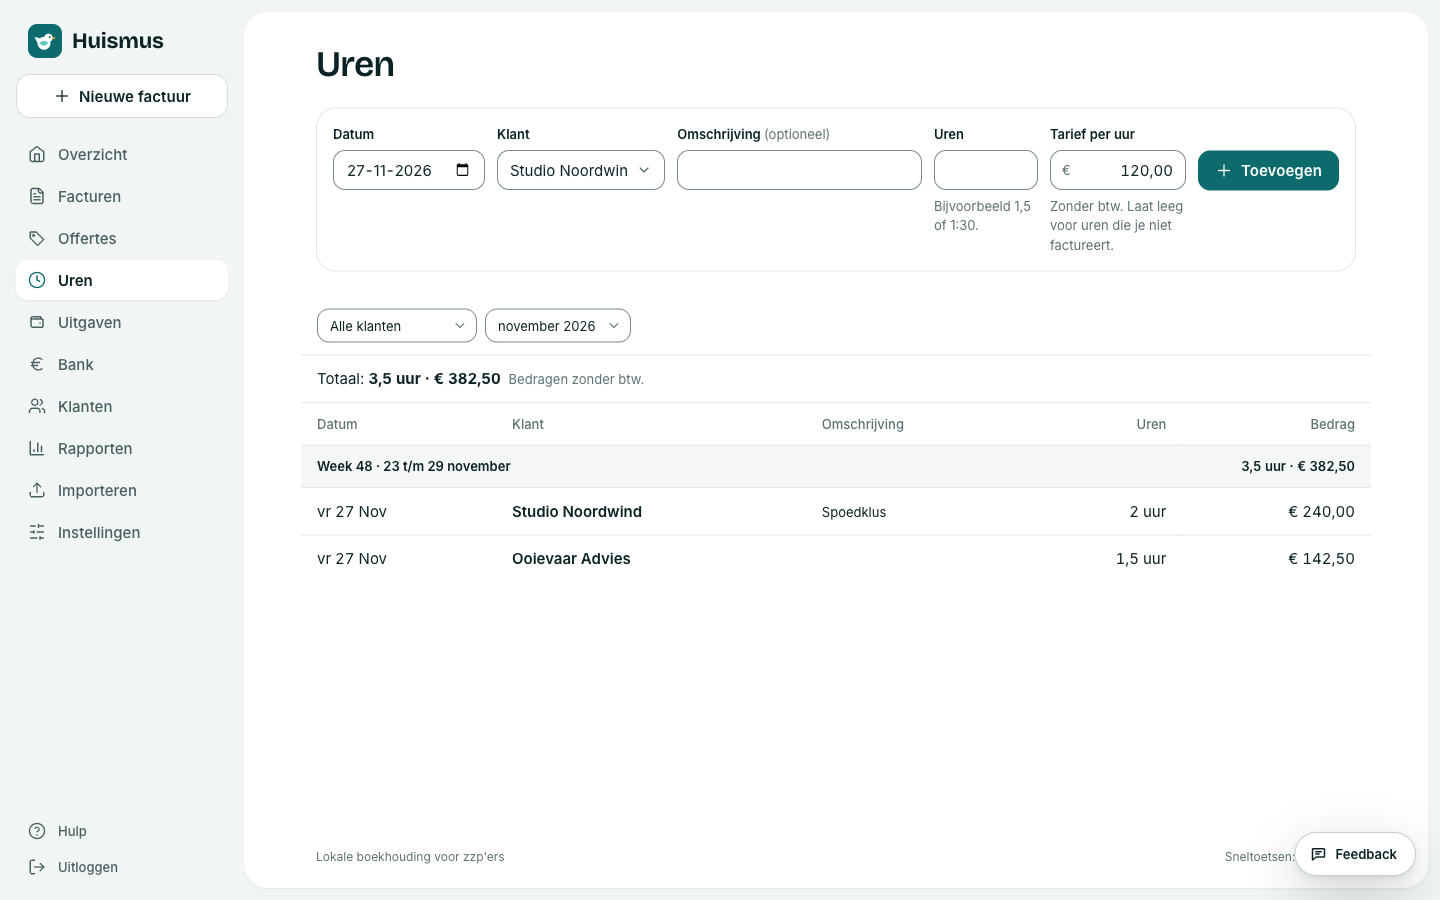 Huismus
Nieuwe factuur
Overzicht
Facturen
Offertes
Uren
Uitgaven
Bank
Klanten
Rapporten
Importeren
Instellingen
Hulp
Uitloggen
Uren
Datum Klant Omschrijving (optioneel) Uren Tarief per uur
27-11-2026 Studio Noordwin € 120,00 Toevoegen
Bijvoorbeeld 1,5
of 1:30.
Zonder btw. Laat leeg
voor uren die je niet
factureert.
Alle klanten november 2026
Totaal: 3,5 uur · € 382,50 Bedragen zonder btw.
Datum Klant Omschrijving Uren Bedrag
Week 48 · 23 t/m 29 november 3,5 uur · € 382,50
vr 27 Nov Studio Noordwind Spoedklus 2 uur € 240,00
vr 27 Nov Ooievaar Advies 1,5 uur € 142,50
Lokale boekhouding voor zzp'ers Sneltoetsen:
Feedback